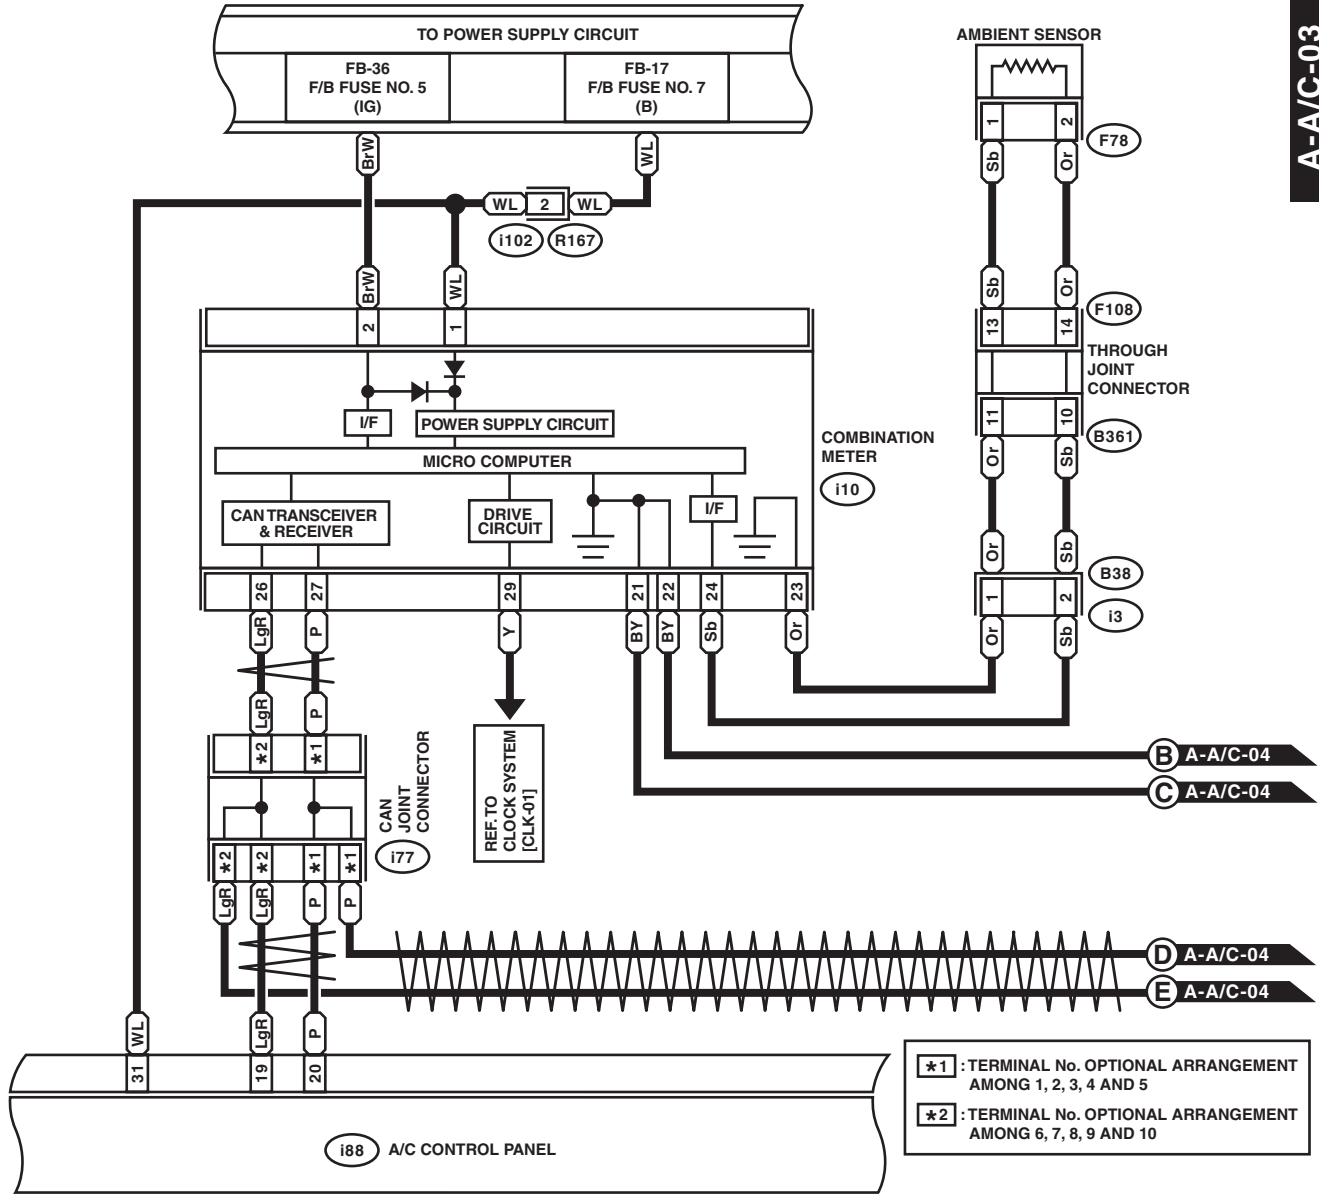 A-A/C-03
TO POWER SUPPLY CIRCUIT
FB-36
F/B FUSE NO. 5
(IG)
FB-17
F/B FUSE NO. 7
(B)
AMBIENT SENSOR
1
2
F78
BrW
WL
Sb
Or
WL
2
WL
i102
R167
BrW
WL
Sb
Or
F108
2
1
13
14
THROUGH
JOINT
CONNECTOR
11
10
B361
I/F
POWER SUPPLY CIRCUIT
MICRO COMPUTER
COMBINATION
METER
i10
Or
Sb
CAN TRANSCEIVER
& RECEIVER
DRIVE
CIRCUIT
I/F
Or
Sb
B38
26
27
29
21
22
24
23
1
2
i3
LgR
P
Y
BY
BY
Sb
Or
Or
Sb
LgR
P
*2
*1
CAN
JOINT
CONNECTOR
i77
REF. TO
CLOCK SYSTEM
[CLK-01]
B
A-A/C-04
C
A-A/C-04
*2
*2
*1
*1
LgR
LgR
P
P
D
A-A/C-04
E
A-A/C-04
WL
LgR
P
31
19
20
i88
A/C CONTROL PANEL
*1 : TERMINAL No. OPTIONAL ARRANGEMENT
AMONG 1, 2, 3, 4 AND 5
*2 : TERMINAL No. OPTIONAL ARRANGEMENT
AMONG 6, 7, 8, 9 AND 10